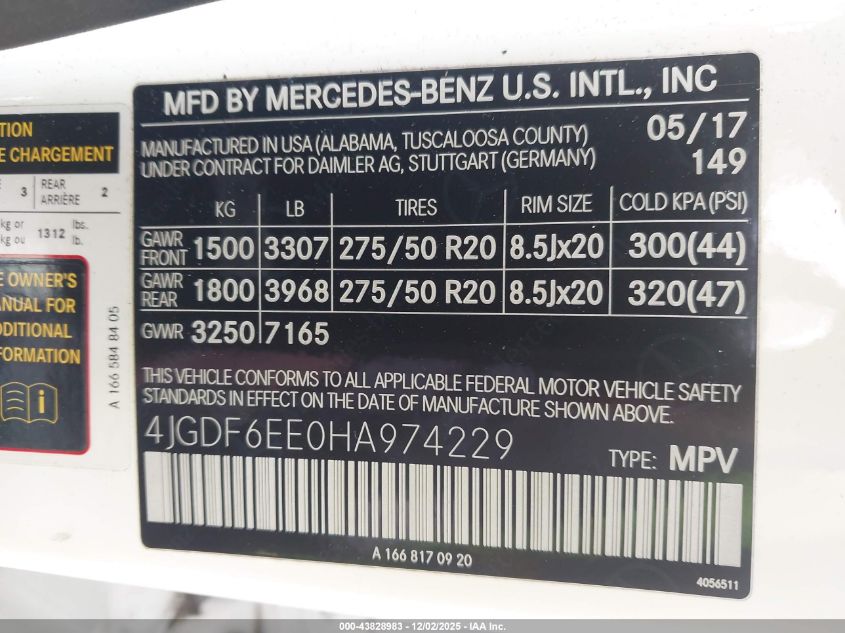 TION
E CHARGEMENT
3 REAR ARRIÈRE 2
kg or kg ou 1312 lbs. lb.
E OWNER'S
ANUAL FOR
DDITIONAL
FORMATION
i
A 166 584 84 05
MFD BY MERCEDES-BENZ U.S. INTL., INC
MANUFACTURED IN USA (ALABAMA, TUSCALOOSA COUNTY) 05/17
UNDER CONTRACT FOR DAIMLER AG, STUTTGART (GERMANY) 149
KG LB TIRES RIM SIZE COLD KPA (PSI)
GAWR FRONT 1500 3307 275/50 R20 8.5Jx20 300(44)
GAWR REAR 1800 3968 275/50 R20 8.5Jx20 320(47)
GVWR 3250 7165
THIS VEHICLE CONFORMS TO ALL APPLICABLE FEDERAL MOTOR VEHICLE SAFETY
STANDARDS IN EFFECT ON THE DATE OF MANUFACTURE SHOWN ABOVE.
4JGDF6EE0HA974229
TYPE: MPV
A 166 817 09 20
4056511
000-43828983 - 12/02/2025 - IAA Inc.